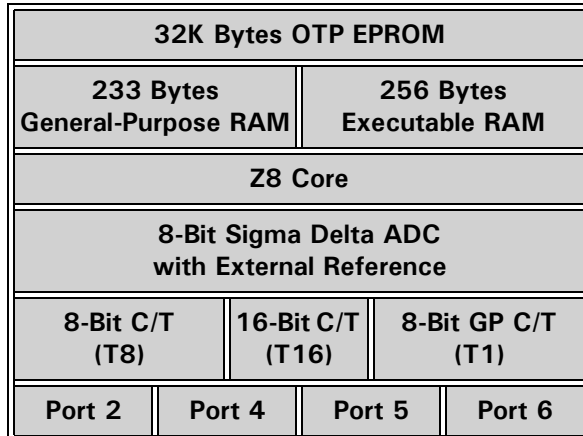 32K Bytes OTP EPROM
233 Bytes
General-Purpose RAM
256 Bytes
Executable RAM
Z8 Core
8-Bit Sigma Delta ADC
with External Reference
8-Bit C/T
(T8)
16-Bit C/T
(T16)
8-Bit GP C/T
(T1)
Port 2
Port 4
Port 5
Port 6